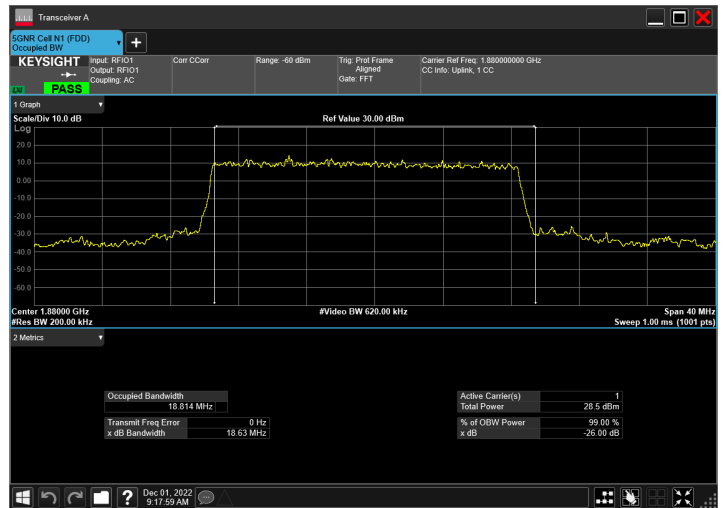 Transceiver A
5GNR Cell N1 (FDD)
Occupied BW
KEYSIGHT
LXI
PASS
Input: RFIO1
Output: RFIO1
Coupling: AC
Corr CCorr
Range: -60 dBm
Trig: Prot Frame
Aligned
Gate: FFT
Carrier Ref Freq: 1.880000000 GHz
CC Info: Uplink, 1 CC
1 Graph
Scale/Div 10.0 dB
Ref Value 30.00 dBm
Log
20.0
10.0
0.00
-10.0
-20.0
-30.0
-40.0
-50.0
-60.0
Center 1.88000 GHz
#Video BW 620.00 kHz
Span 40 MHz
#Res BW 200.00 kHz
Sweep 1.00 ms (1001 pts)
2 Metrics
Occupied Bandwidth
18.814 MHz
Transmit Freq Error 0 Hz
x dB Bandwidth 18.63 MHz
Active Carrier(s) 1
Total Power 28.5 dBm
% of OBW Power 99.00 %
x dB -26.00 dB
?
Dec 01, 2022
9:17:59 AM